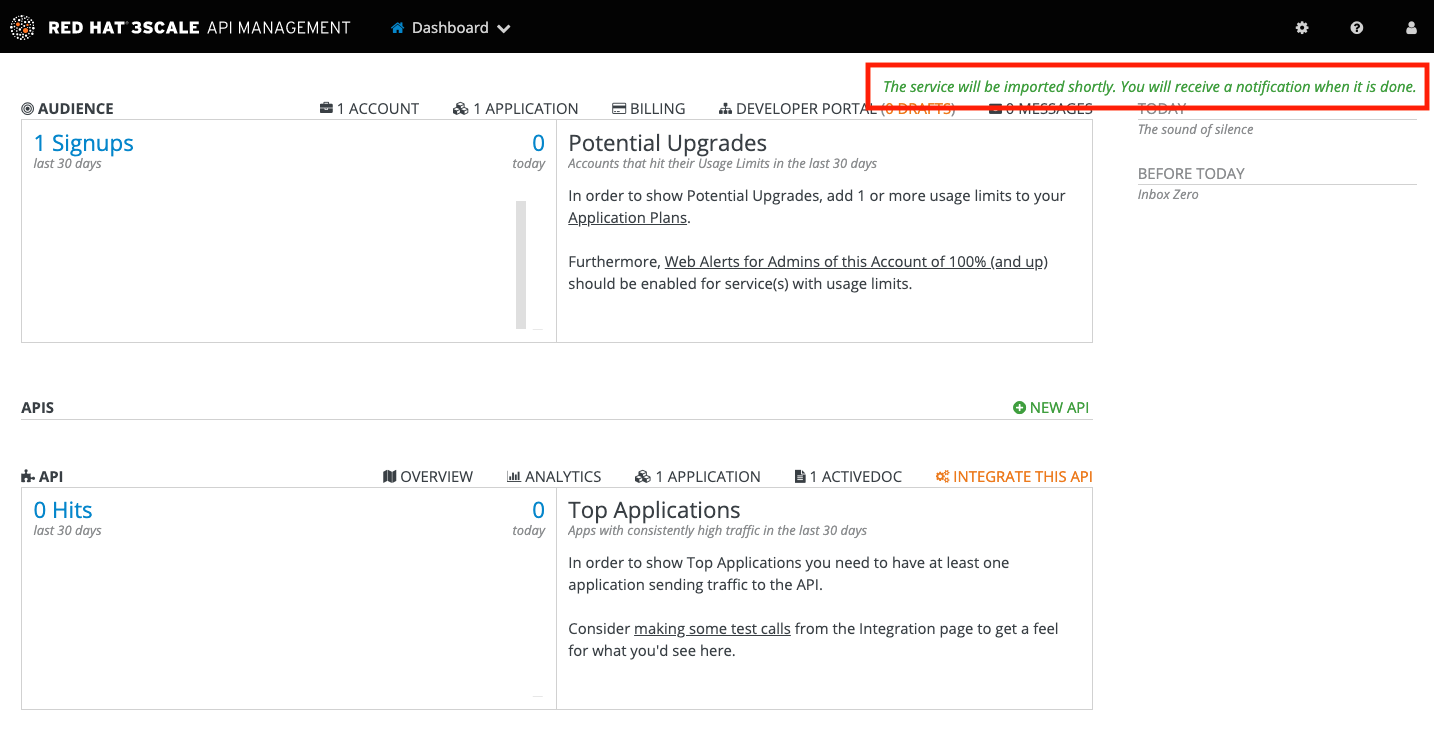 RED HAT 3SCALE API MANAGEMENT Dashboard
The service will be imported shortly. You will receive a notification when it is done.
AUDIENCE 1 ACCOUNT 1 APPLICATION BILLING DEVELOPER PORTAL (0 DRAFTS) 0 MESSAGES
1 Signups
last 30 days
0
today
Potential Upgrades
Accounts that hit their Usage Limits in the last 30 days
In order to show Potential Upgrades, add 1 or more usage limits to your
Application Plans.
Furthermore, Web Alerts for Admins of this Account of 100% (and up)
should be enabled for service(s) with usage limits.
TODAY
The sound of silence
BEFORE TODAY
Inbox Zero
APIS NEW API
API OVERVIEW ANALYTICS 1 APPLICATION 1 ACTIVEDOC INTEGRATE THIS API
0 Hits
last 30 days
0
today
Top Applications
Apps with consistently high traffic in the last 30 days
In order to show Top Applications you need to have at least one
application sending traffic to the API.
Consider making some test calls from the Integration page to get a feel
for what you'd see here.